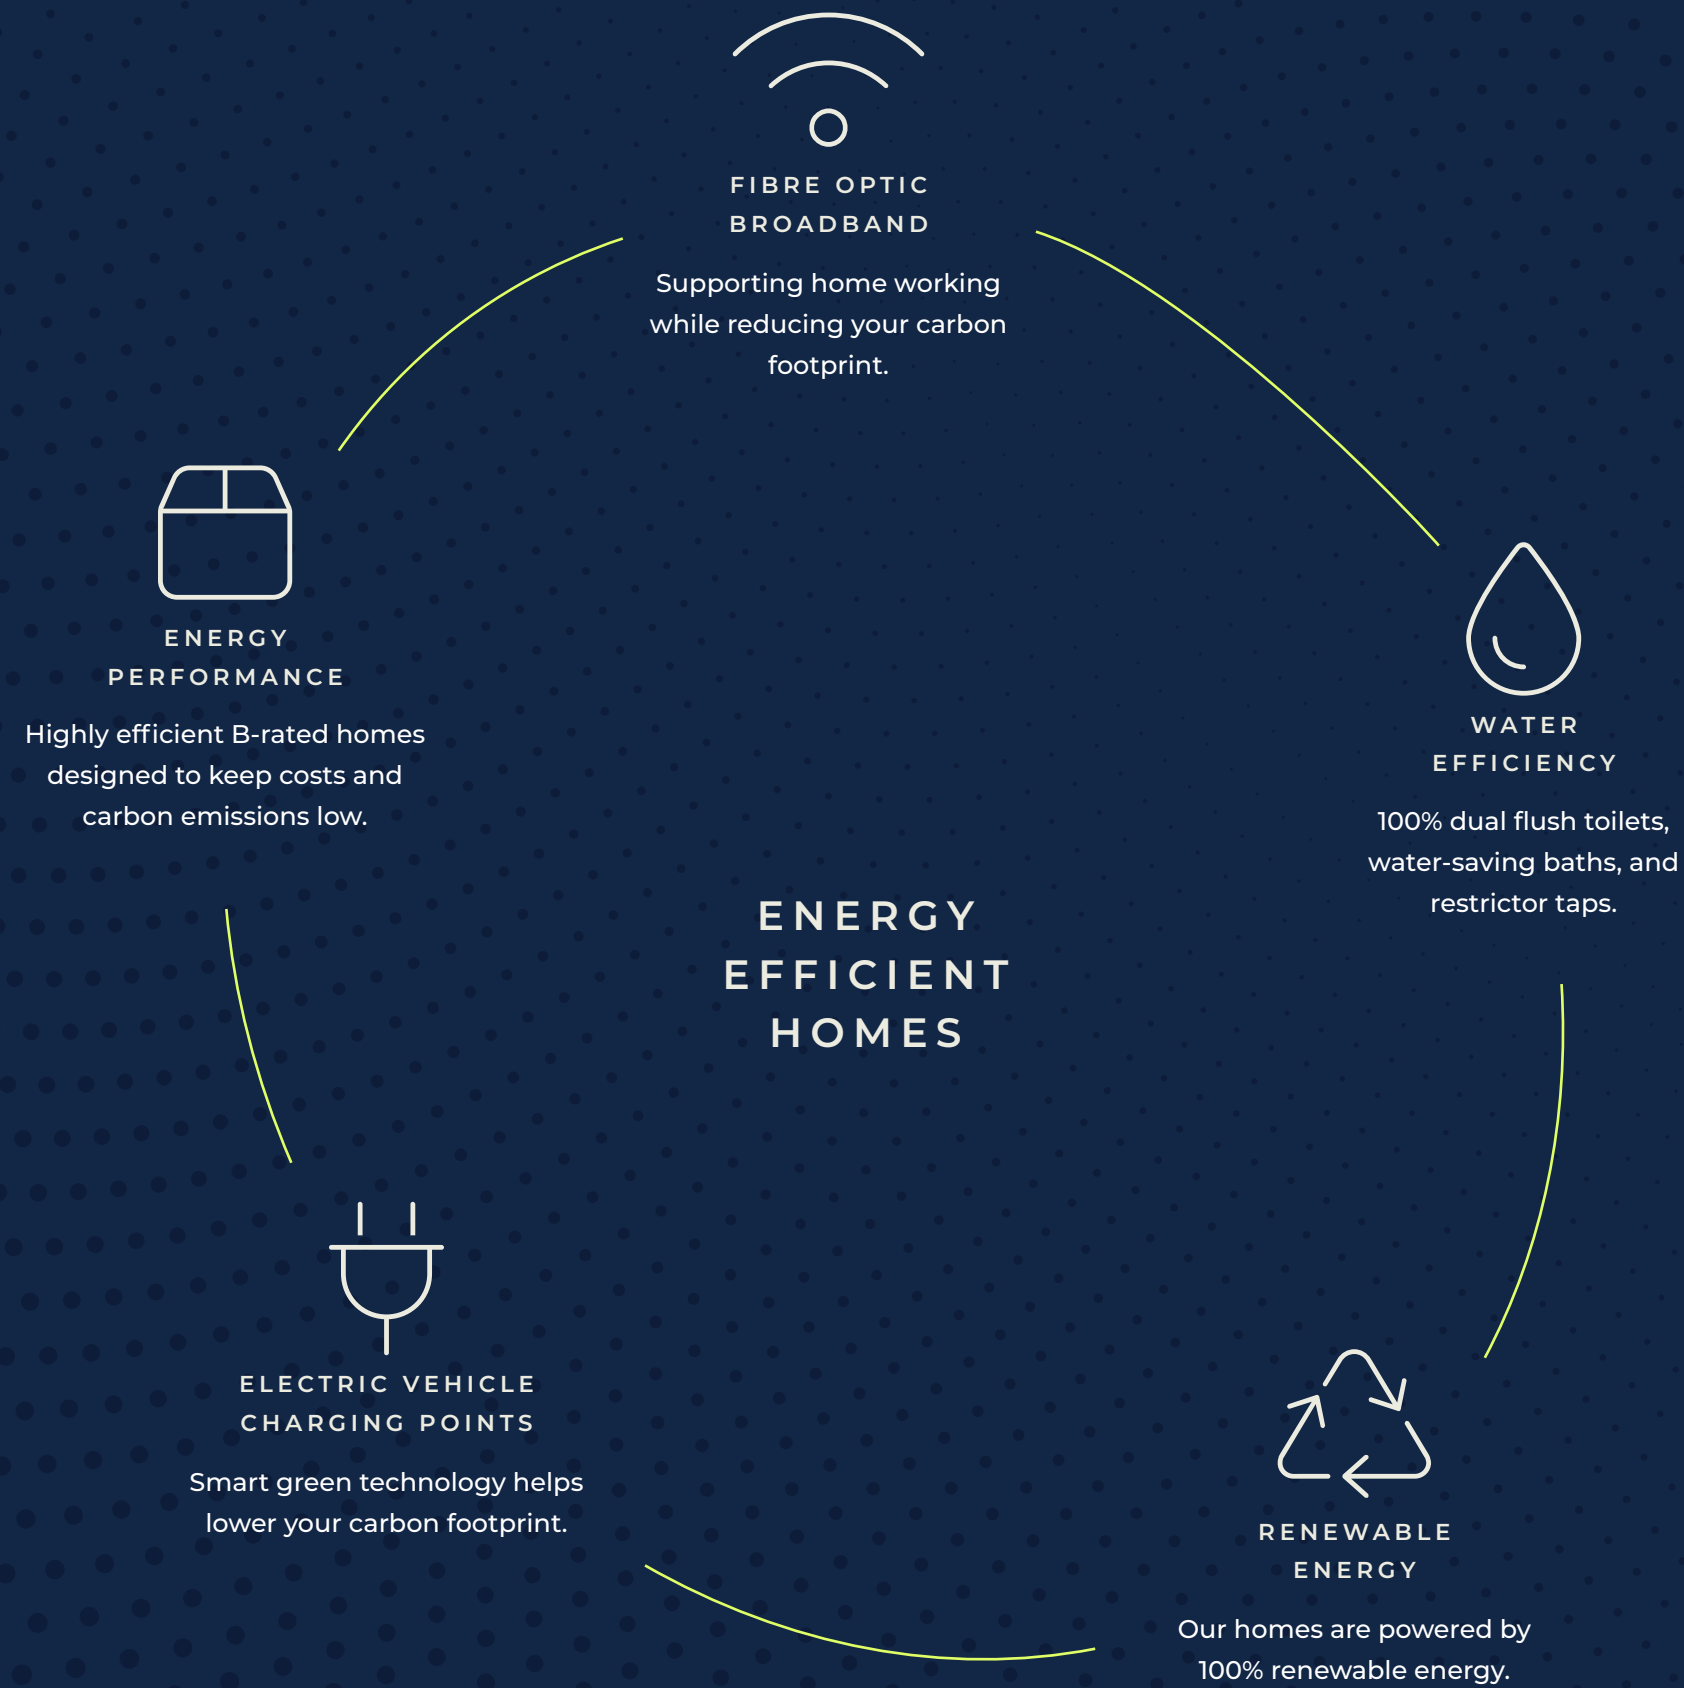 FIBRE OPTIC
BROADBAND
Supporting home working
while reducing your carbon
footprint.
ENERGY
PERFORMANCE
Highly efficient B-rated homes
designed to keep costs and
carbon emissions low.
WATER
EFFICIENCY
100% dual flush toilets,
water-saving baths, and
restrictor taps.
ENERGY
EFFICIENT
HOMES
ELECTRIC VEHICLE
CHARGING POINTS
Smart green technology helps
lower your carbon footprint.
RENEWABLE
ENERGY
Our homes are powered by
100% renewable energy.